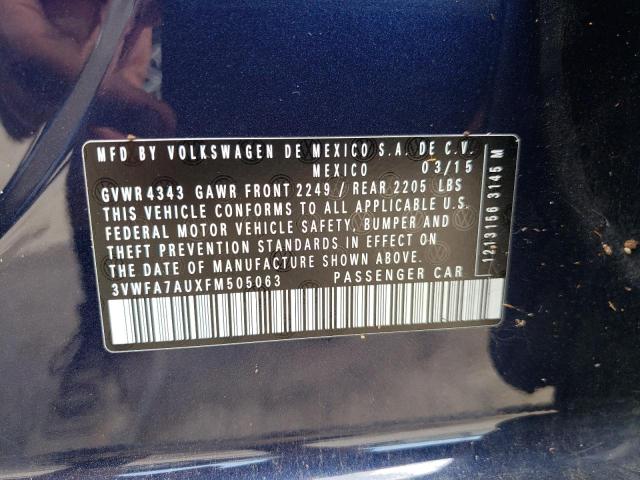 MFD BY VOLKSWAGEN DE MEXICO S.A. DE C.V.
MEXICO 03/15
GVWR 4343 GAWR FRONT 2249 / REAR 2205 LBS
THIS VEHICLE CONFORMS TO ALL APPLICABLE U.S.
FEDERAL MOTOR VEHICLE SAFETY, BUMPER AND
THEFT PREVENTION STANDARDS IN EFFECT ON
THE DATE OF MANUFACTURE SHOWN ABOVE.
3VWFA7AUXFM505063 PASSENGER CAR
1213156 3145 M